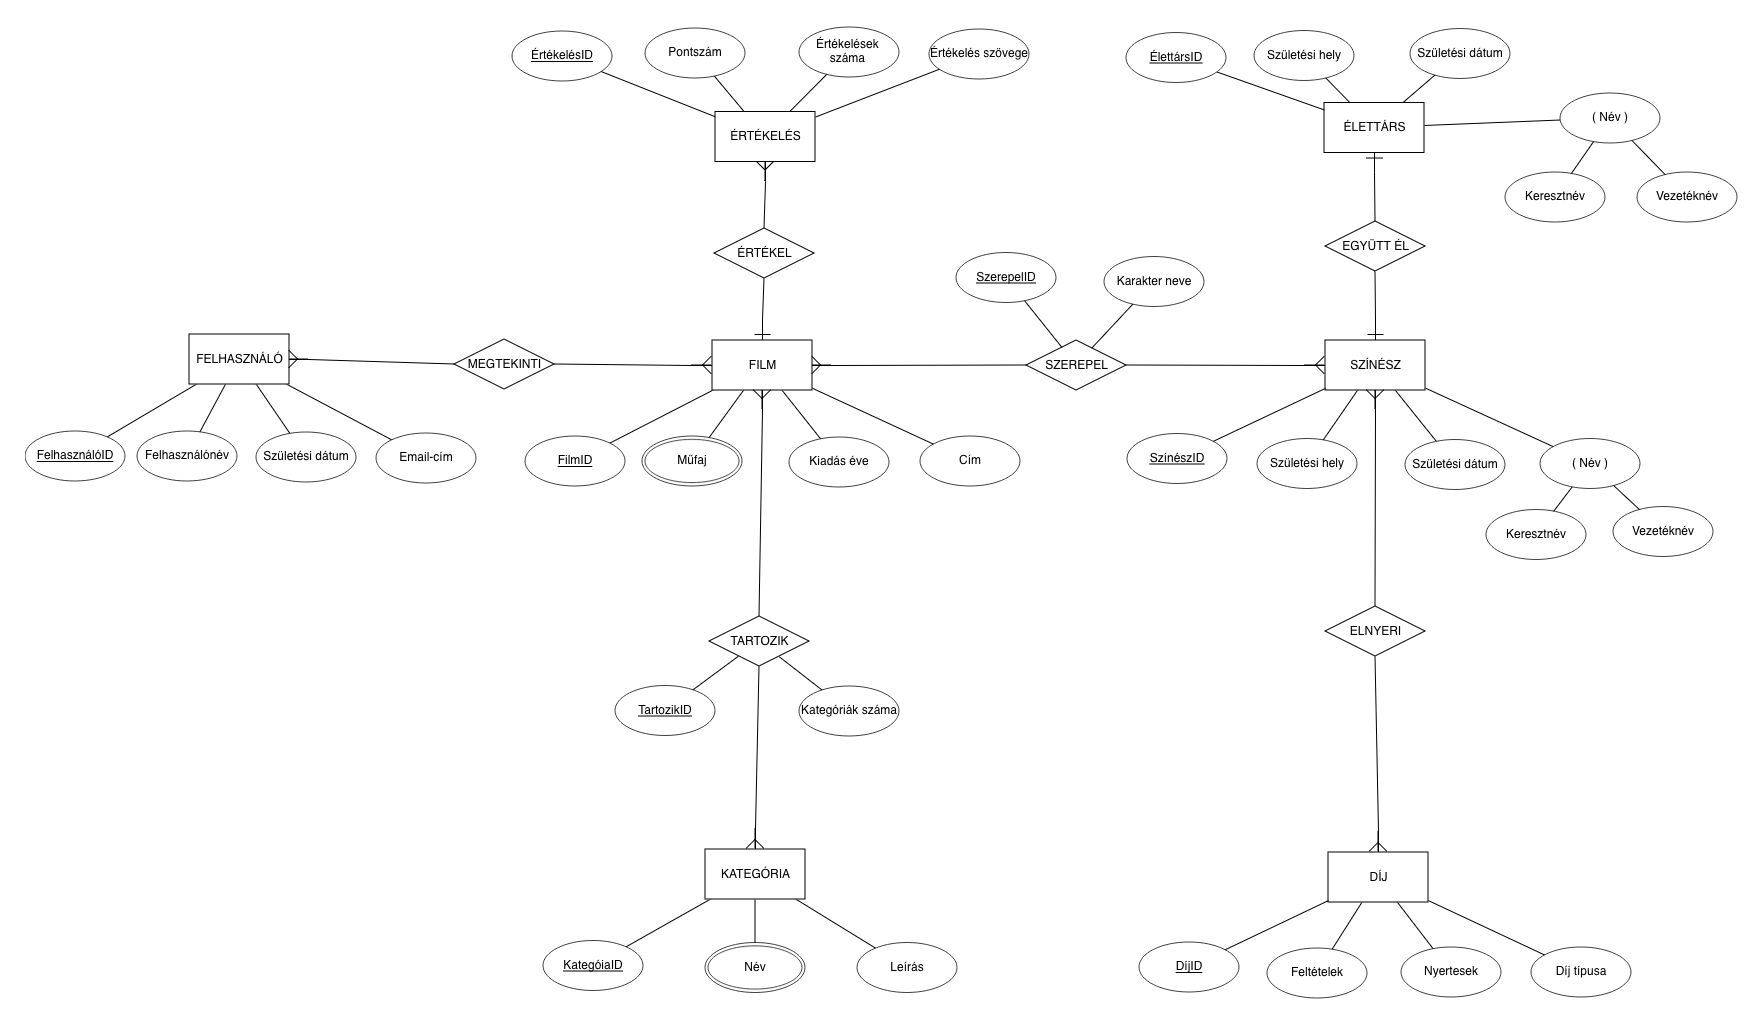 ÉrtékelésID
Pontszám
Értékelések
száma
Értékelés szövege
ÉlettársID
Születési hely
Születési dátum
( Név )
ÉRTÉKELÉS
ÉLETTÁRS
Keresztnév
Vezetéknév
ÉRTÉKEL
EGYÜTT ÉL
SzerepelID
Karakter neve
FELHASZNÁLÓ
MEGTEKINTI
FILM
SZEREPEL
SZÍNÉSZ
FelhasználóID
Felhasználónév
Születési dátum
Email-cím
FilmID
Műfaj
Kiadás éve
Cím
SzinészID
Születési hely
Születési dátum
( Név )
Keresztnév
Vezetéknév
TARTOZIK
ELNYERI
TartozikID
Kategóriák száma
KATEGÓRIA
DÍJ
KategóiaID
Név
Leírás
DíjID
Feltételek
Nyertesek
Díj típusa